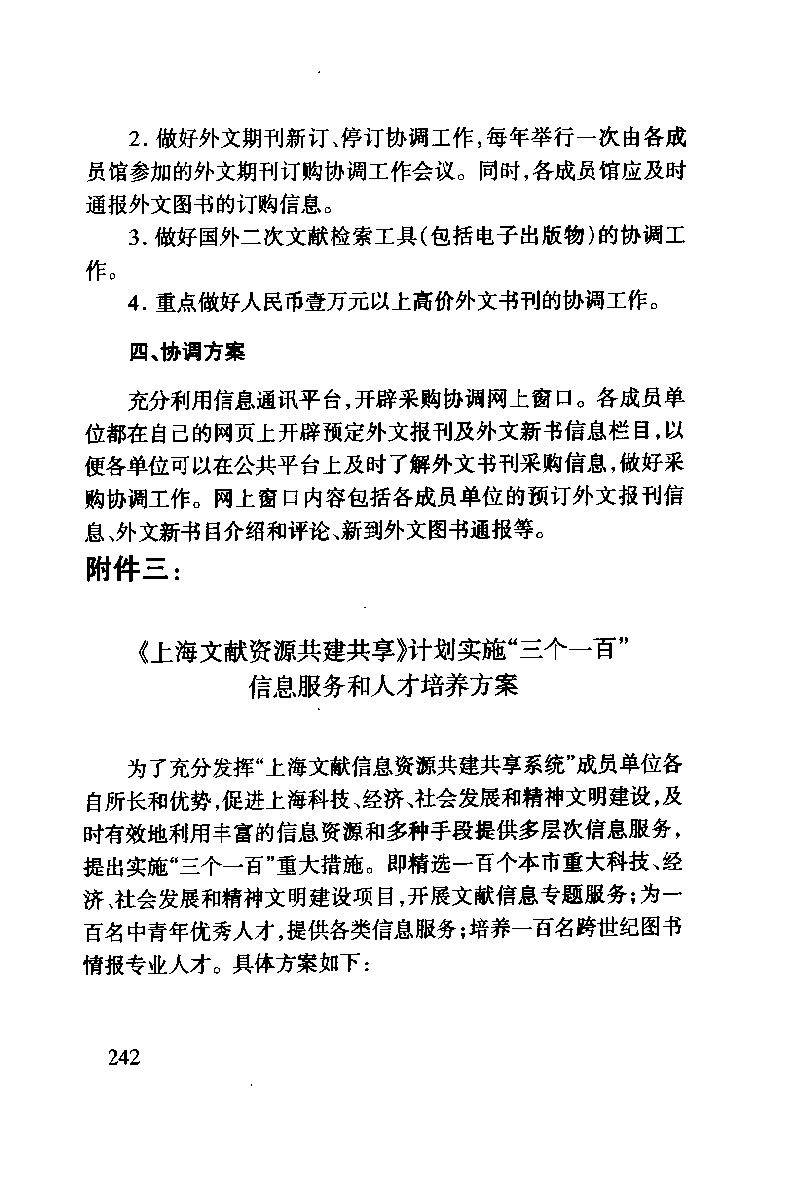 2. 做好外文期刊新订、停订协调工作,每年举行一次由各成
员馆参加的外文期刊订购协调工作会议。同时,各成员馆应及时
通报外文图书的订购信息。
3. 做好国外二次文献检索工具(包括电子出版物)的协调工
作。
4. 重点做好人民币壹万元以上高价外文书刊的协调工作。
四、协调方案
充分利用信息通讯平台,开辟采购协调网上窗口。各成员单
位都在自己的网页上开辟预定外文报刊及外文新书信息栏目,以
便各单位可以在公共平台上及时了解外文书刊采购信息,做好采
购协调工作。网上窗口内容包括各成员单位的预订外文报刊信
息、外文新书目介绍和评论、新到外文图书通报等。
附件三:
《上海文献资源共建共享》计划实施“三个一百”
信息服务和人才培养方案
为了充分发挥“上海文献信息资源共建共享系统”成员单位各
自所长和优势,促进上海科技、经济、社会发展和精神文明建设,及
时有效地利用丰富的信息资源和多种手段提供多层次信息服务,
提出实施“三个一百”重大措施。即精选一百个本市重大科技、经
济、社会发展和精神文明建设项目,开展文献信息专题服务;为一
百名中青年优秀人才,提供各类信息服务;培养一百名跨世纪图书
情报专业人才。具体方案如下:
242